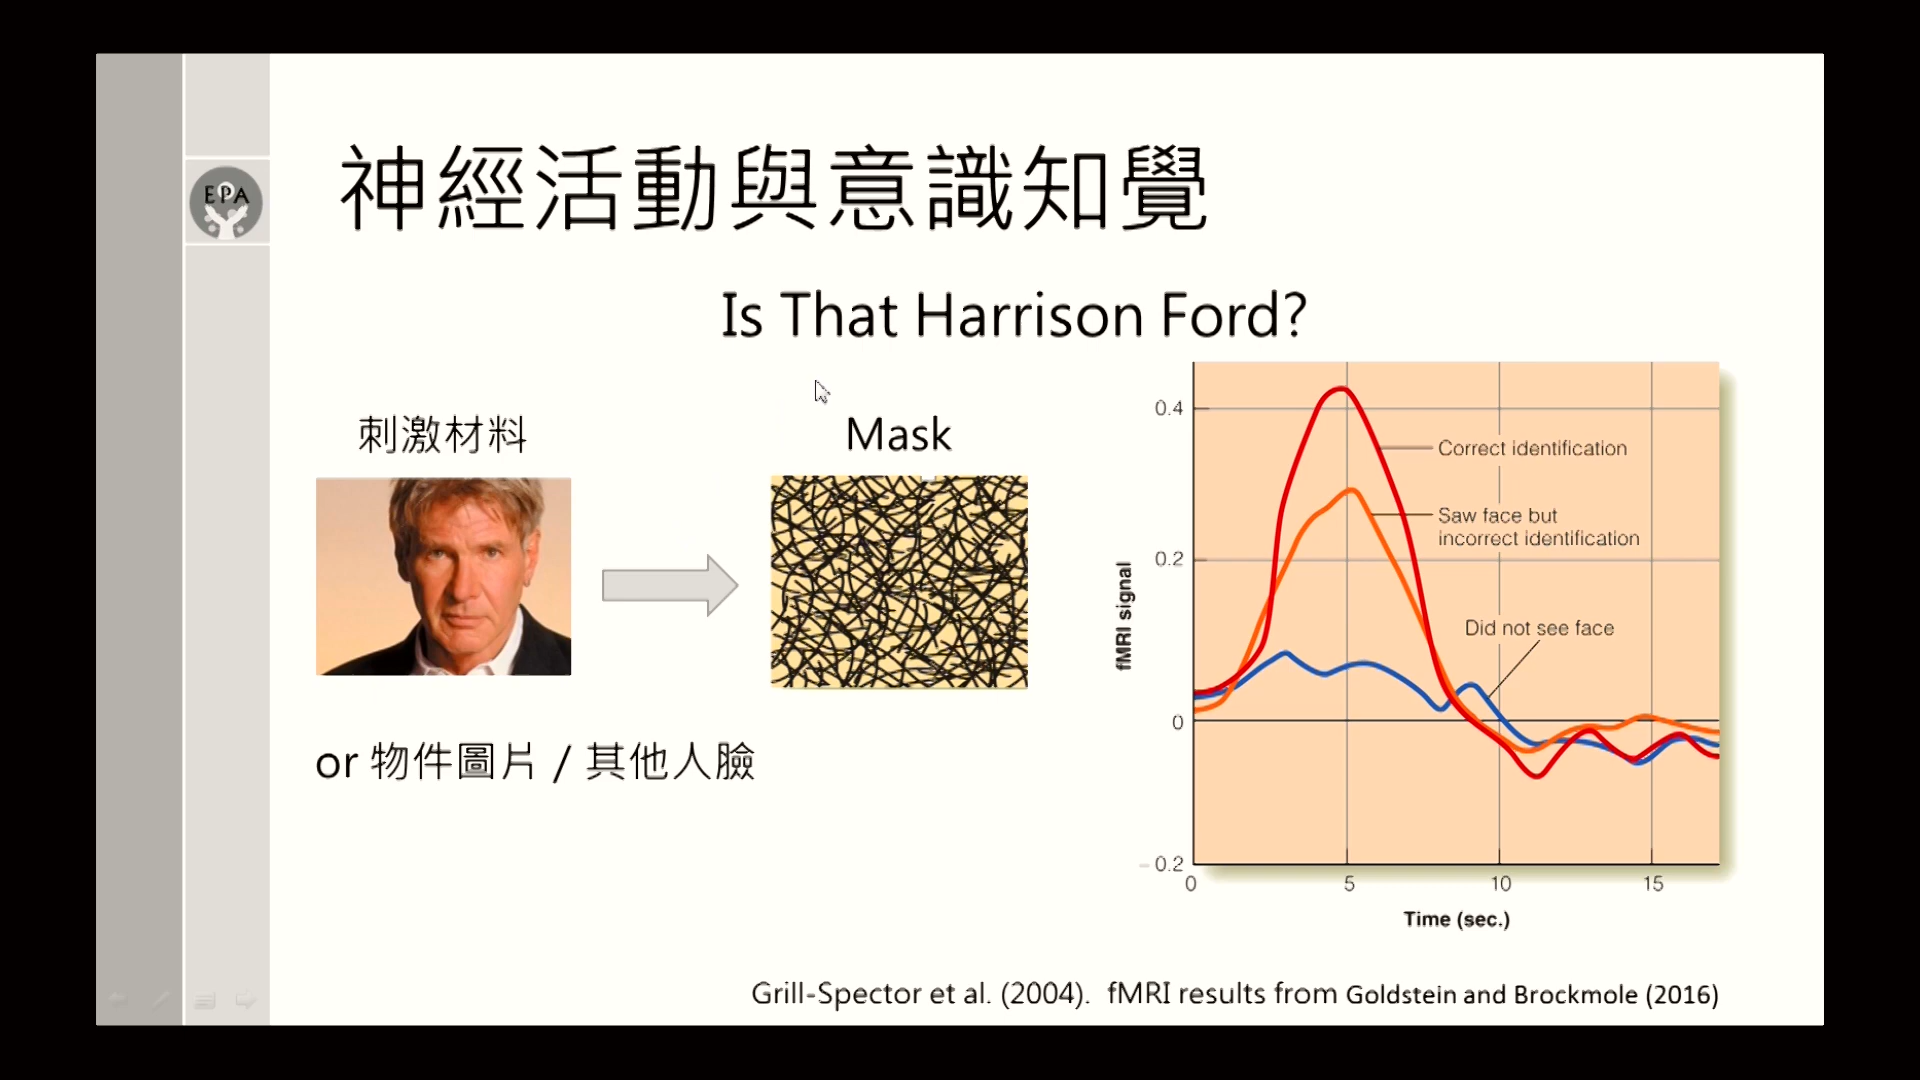 EPA
神經活動與意識知覺
Is That Harrison Ford?
刺激材料
Mask
or 物件圖片 / 其他人臉
0.4
0.2
0
-0.2
fMRI signal
Correct identification
Saw face but
incorrect identification
Did not see face
0 5 10 15
Time (sec.)
Grill-Spector et al. (2004). fMRI results from Goldstein and Brockmole (2016)